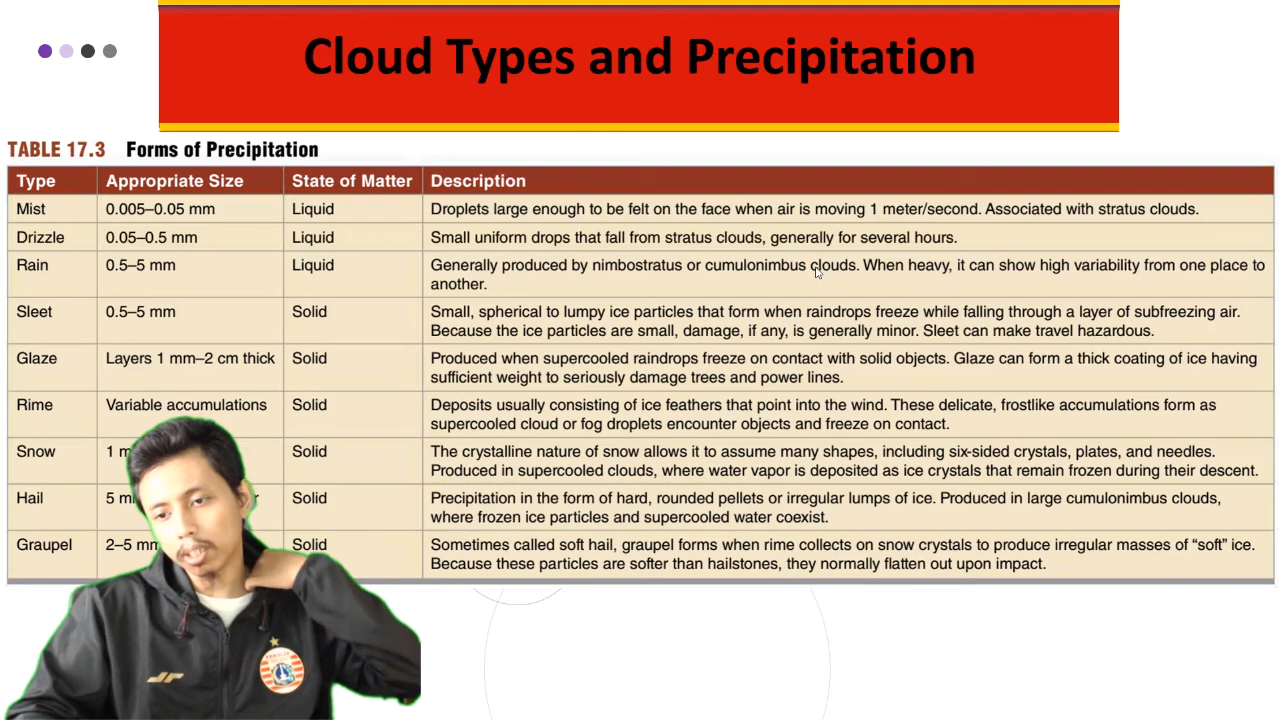 Cloud Types and Precipitation
TABLE 17.3 Forms of Precipitation
Type Appropriate Size State of Matter Description
Mist 0.005–0.05 mm Liquid Droplets large enough to be felt on the face when air is moving 1 meter/second. Associated with stratus clouds.
Drizzle 0.05–0.5 mm Liquid Small uniform drops that fall from stratus clouds, generally for several hours.
Rain 0.5–5 mm Liquid Generally produced by nimbostratus or cumulonimbus clouds. When heavy, it can show high variability from one place to
another.
Sleet 0.5–5 mm Solid Small, spherical to lumpy ice particles that form when raindrops freeze while falling through a layer of subfreezing air.
Because the ice particles are small, damage, if any, is generally minor. Sleet can make travel hazardous.
Glaze Layers 1 mm–2 cm thick Solid Produced when supercooled raindrops freeze on contact with solid objects. Glaze can form a thick coating of ice having
sufficient weight to seriously damage trees and power lines.
Rime Variable accumulations Solid Deposits usually consisting of ice feathers that point into the wind. These delicate, frostlike accumulations form as
supercooled cloud or fog droplets encounter objects and freeze on contact.
Snow 1 Solid The crystalline nature of snow allows it to assume many shapes, including six-sided crystals, plates, and needles.
Produced in supercooled clouds, where water vapor is deposited as ice crystals that remain frozen during their descent.
Hail 5 Solid Precipitation in the form of hard, rounded pellets or irregular lumps of ice. Produced in large cumulonimbus clouds,
where frozen ice particles and supercooled water coexist.
Graupel 2–5 mm Solid Sometimes called soft hail, graupel forms when rime collects on snow crystals to produce irregular masses of “soft” ice.
Because these particles are softer than hailstones, they normally flatten out upon impact.